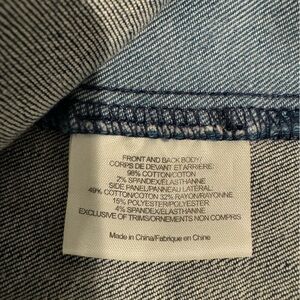 FRONT AND BACK BODY/
CORPS DE DEVANT ET ARRIERE:
98% COTTON/COTON
2% SPANDEX/ELASTHANNE
SIDE PANEL/PANNEAU LATERAL:
49% COTTON/COTON 32% RAYON/RAYONNE
15% POLYESTER/POLYESTER
4% SPANDEX/ELASTHANNE
EXCLUSIVE OF TRIMS/ORNEMENTS NON COMPRIS
Made in China/Fabrique en Chine